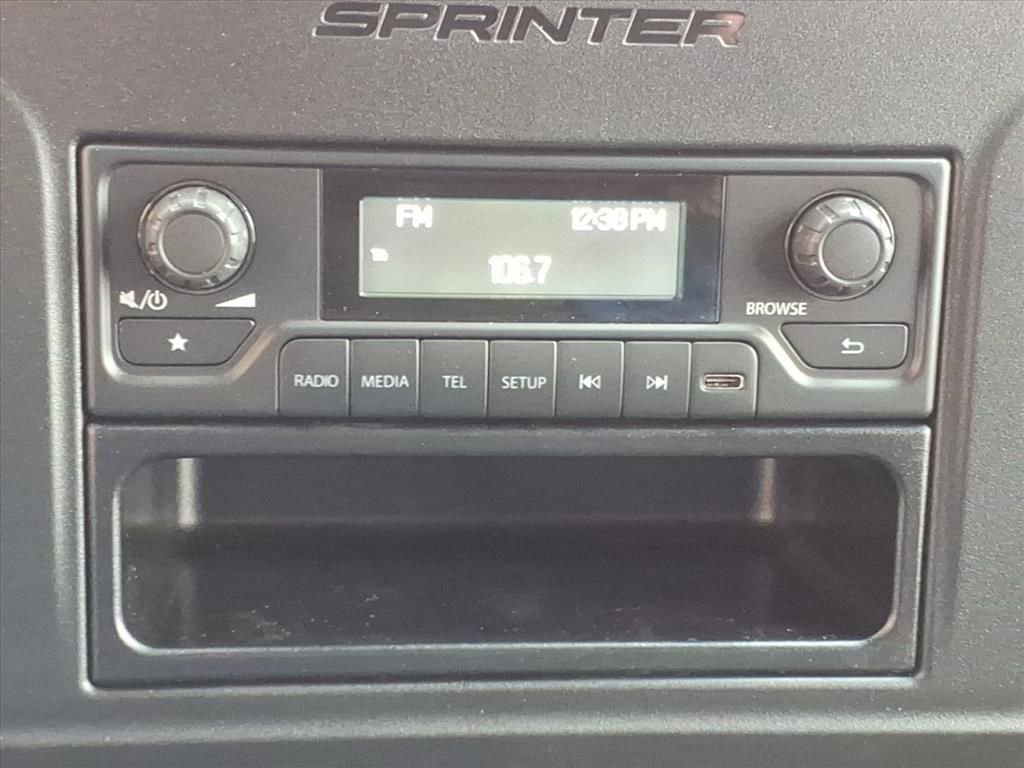 SPRINTER
FM 12:38 PM
106.7
BROWSE
RADIO MEDIA TEL SETUP